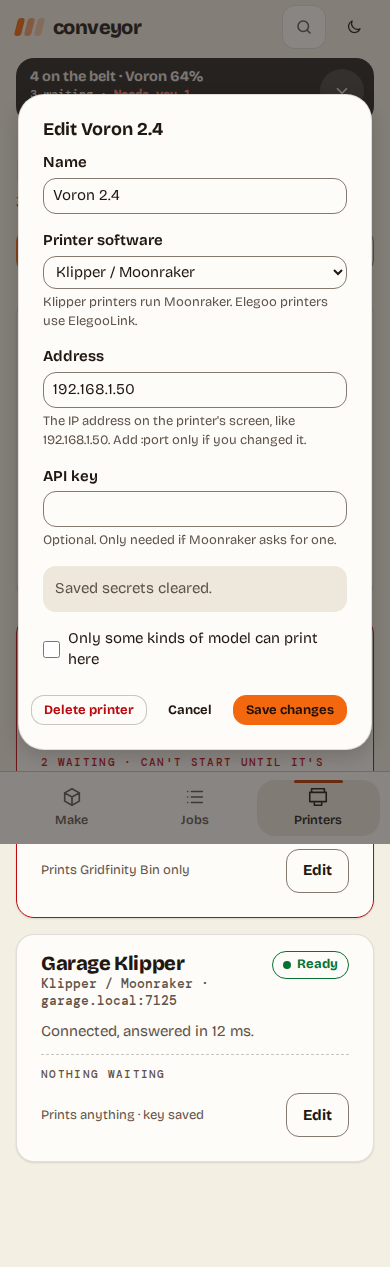 conveyor
4 on the belt · Voron 64%
Edit Voron 2.4
Name
Voron 2.4
Printer software
Klipper / Moonraker
Klipper printers run Moonraker. Elegoo printers
use ElegooLink.
Address
192.168.1.50
The IP address on the printer's screen, like
192.168.1.50. Add :port only if you changed it.
API key
Optional. Only needed if Moonraker asks for one.
Saved secrets cleared.
Only some kinds of model can print
here
Delete printer Cancel Save changes
2 WAITING · CAN'T START UNTIL IT'S
Make Jobs Printers
Prints Gridfinity Bin only Edit
Garage Klipper Ready
Klipper / Moonraker ·
garage.local:7125
Connected, answered in 12 ms.
NOTHING WAITING
Prints anything · key saved Edit